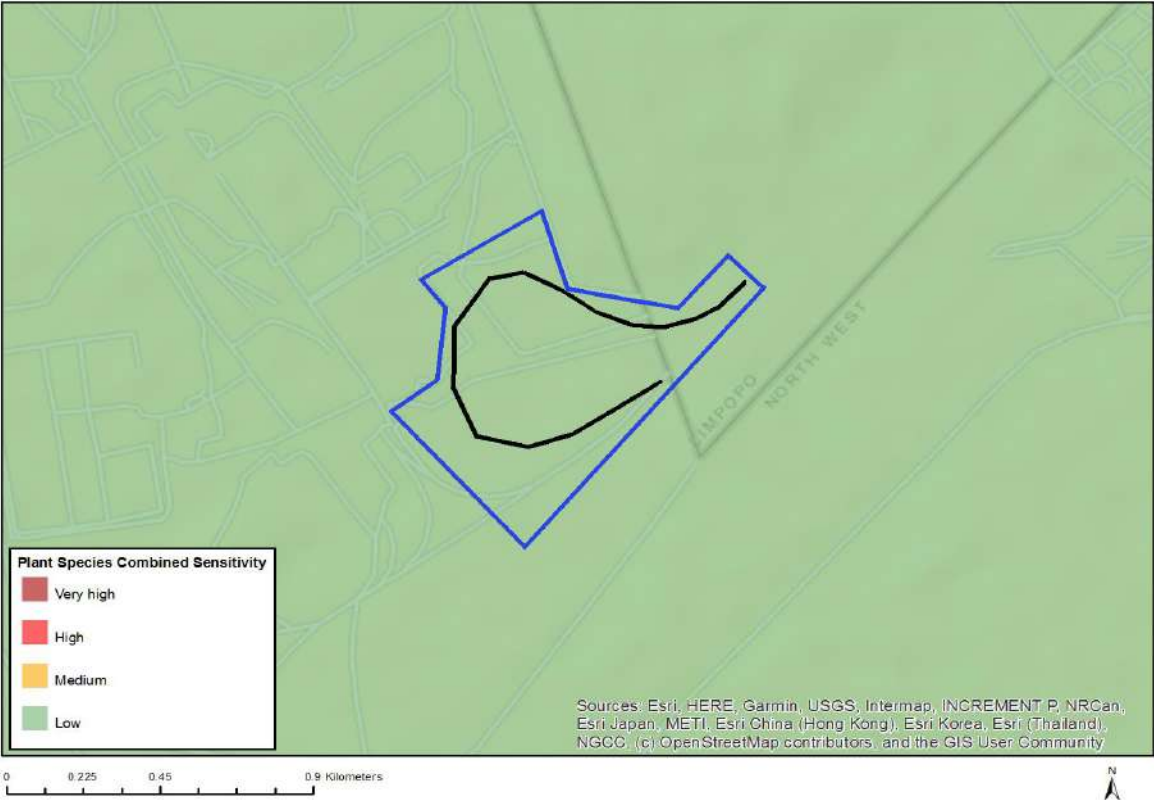 LIMPOPO
NORTH WEST
Plant Species Combined Sensitivity
Very high
High
Medium
Low
Sources: Esri, HERE, Garmin, USGS, Intermap, INCREMENT P, NRCan,
Esri Japan, METI, Esri China (Hong Kong), Esri Korea, Esri (Thailand),
NGCC, (c) OpenStreetMap contributors, and the GIS User Community
0 0.225 0.45 0.9 Kilometers
N